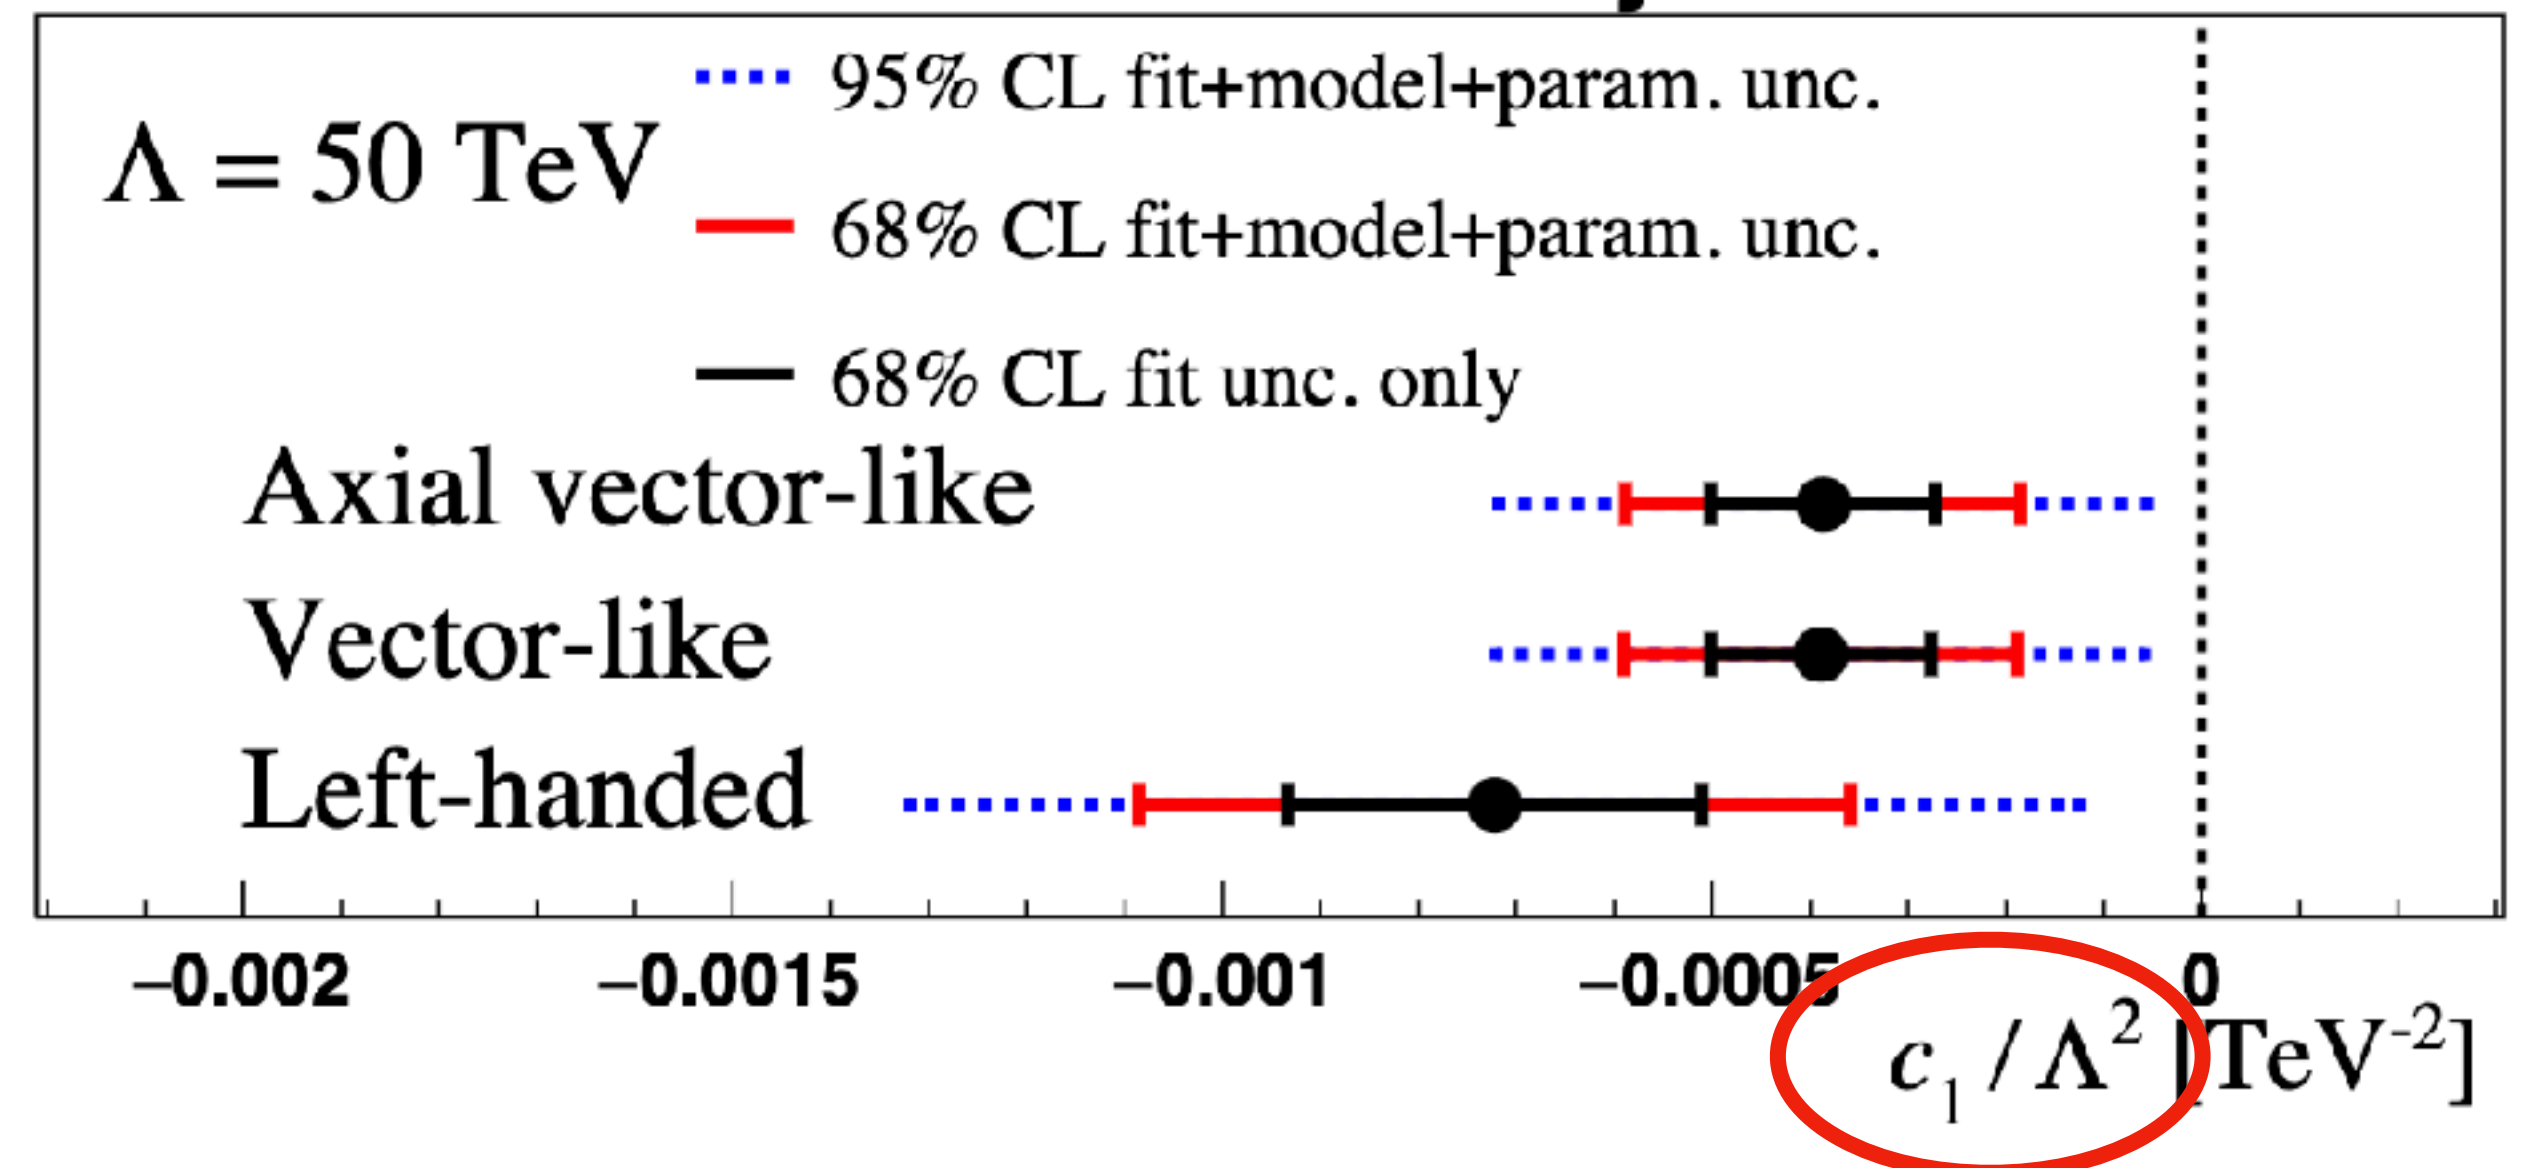 95% CL fit+model+param. unc.
Λ = 50 TeV
68% CL fit+model+param. unc.
68% CL fit unc. only
Axial vector-like
Vector-like
Left-handed
−0.002 −0.0015 −0.001 −0.0005 0
c₁ / Λ² [TeV⁻²]